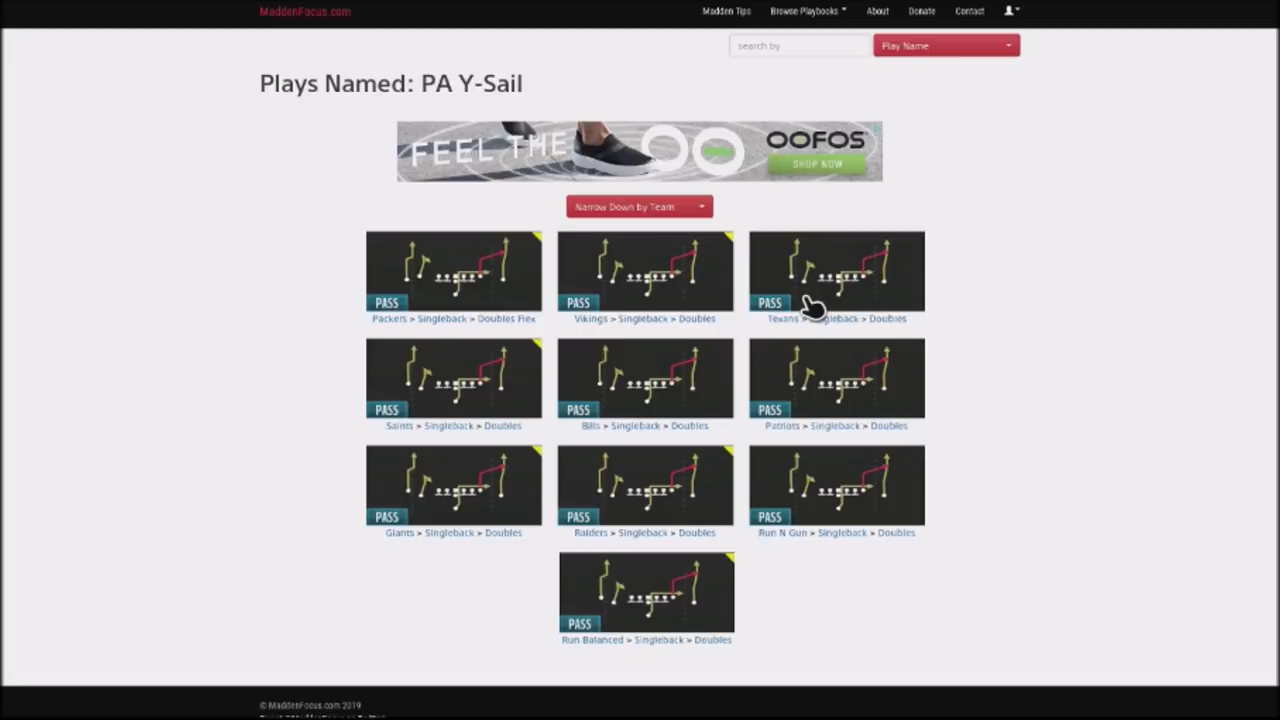 MaddenFocus.com
Madden Tips Browse Playbooks About Donate Contact
search by Play Name
Plays Named: PA Y-Sail
FEEL THE OO OOFOS
SHOP NOW
Narrow Down by Team
PASS PASS PASS
Packers > Singleback > Doubles Flex Vikings > Singleback > Doubles Texans > Singleback > Doubles
PASS PASS PASS
Saints > Singleback > Doubles Bills > Singleback > Doubles Patriots > Singleback > Doubles
PASS PASS PASS
Giants > Singleback > Doubles Raiders > Singleback > Doubles Run N Gun > Singleback > Doubles
PASS
Run Balanced > Singleback > Doubles
© MaddenFocus.com 2019